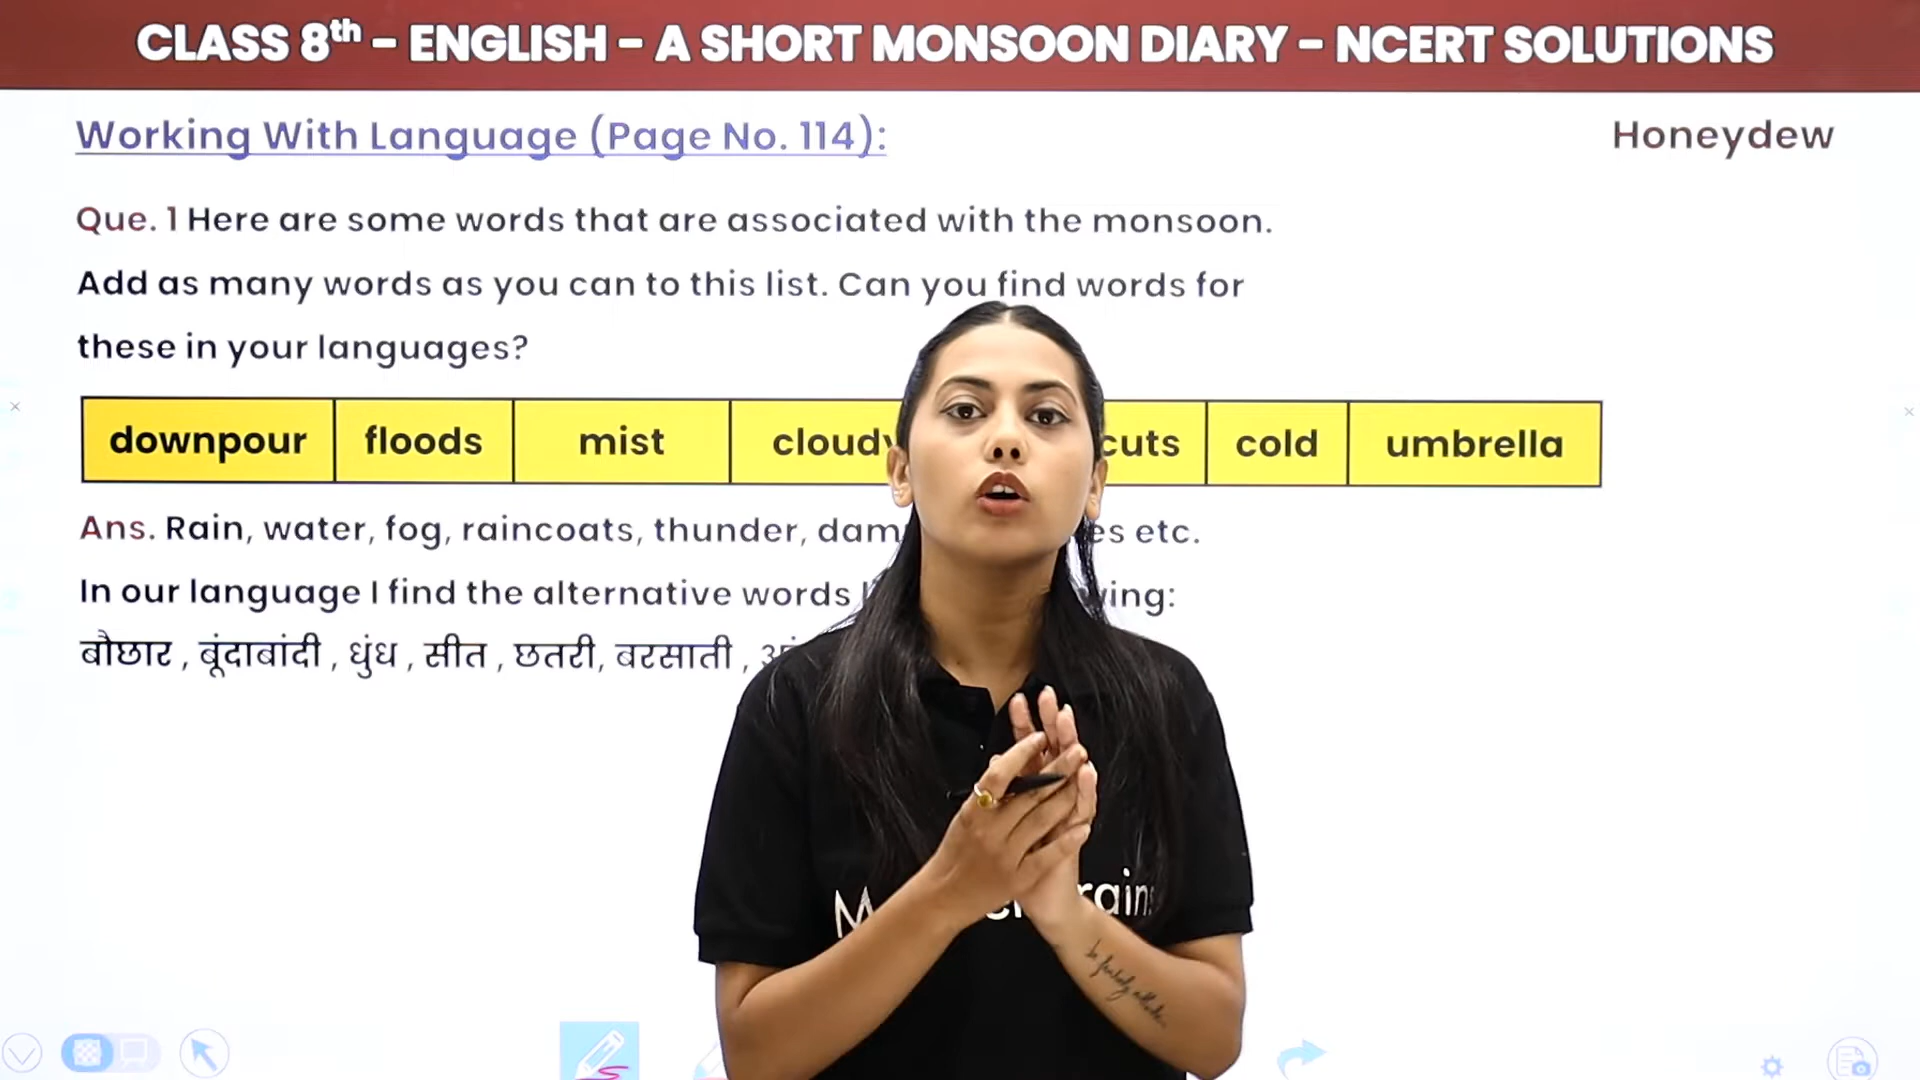 CLASS 8th - ENGLISH - A SHORT MONSOON DIARY - NCERT SOLUTIONS
Working With Language (Page No. 114):
Honeydew
Que. 1 Here are some words that are associated with the monsoon.
Add as many words as you can to this list. Can you find words for
these in your languages?
downpour floods mist cloudy cuts cold umbrella
Ans. Rain, water, fog, raincoats, thunder, etc.
In our language I find the alternative words
बौछार , बूंदाबांदी , धुंध , सीत , छतरी, बरसाती ,